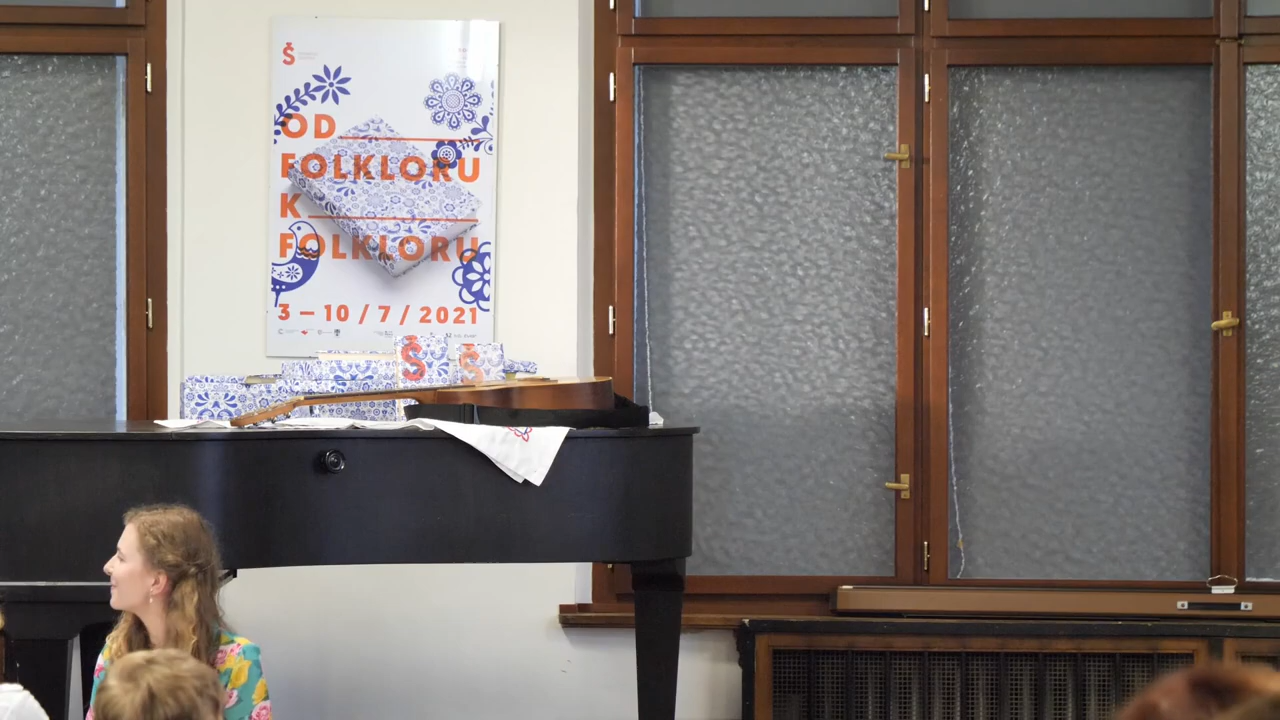 Š
OD
FOLKLORU
K
FOLKLORU
3 – 10 / 7 / 2021
Š Š